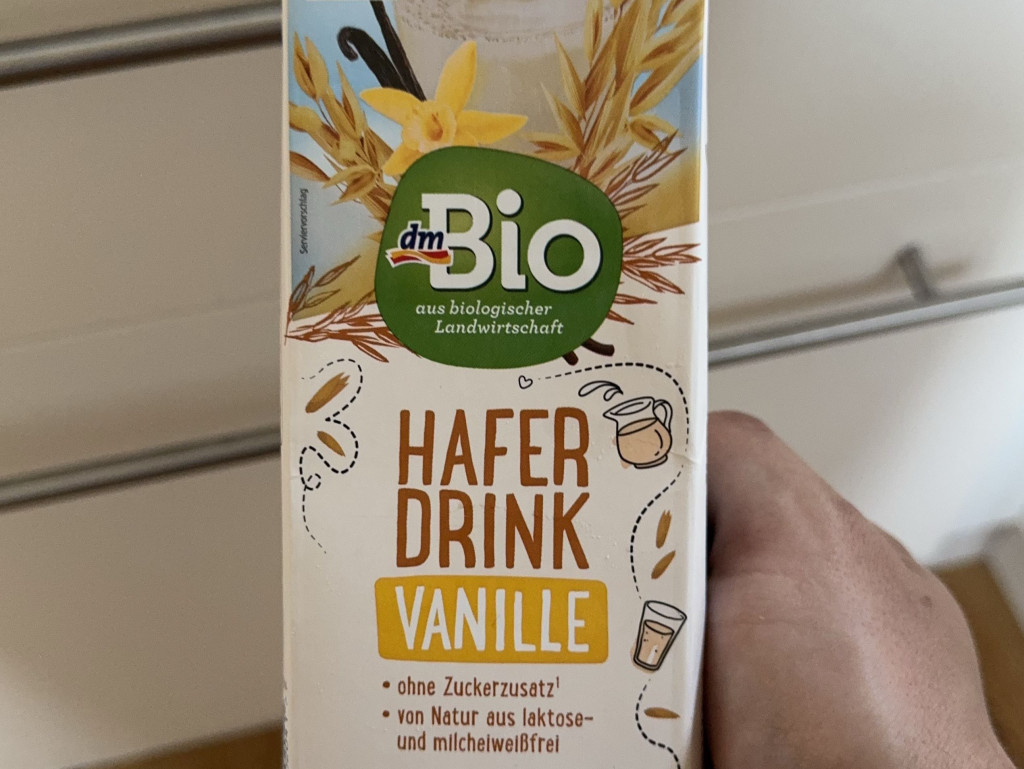 Serviervorschlag
dm Bio
aus biologischer
Landwirtschaft
HAFER
DRINK
VANILLE
• ohne Zuckerzusatz¹
• von Natur aus laktose-
und milcheiweißfrei